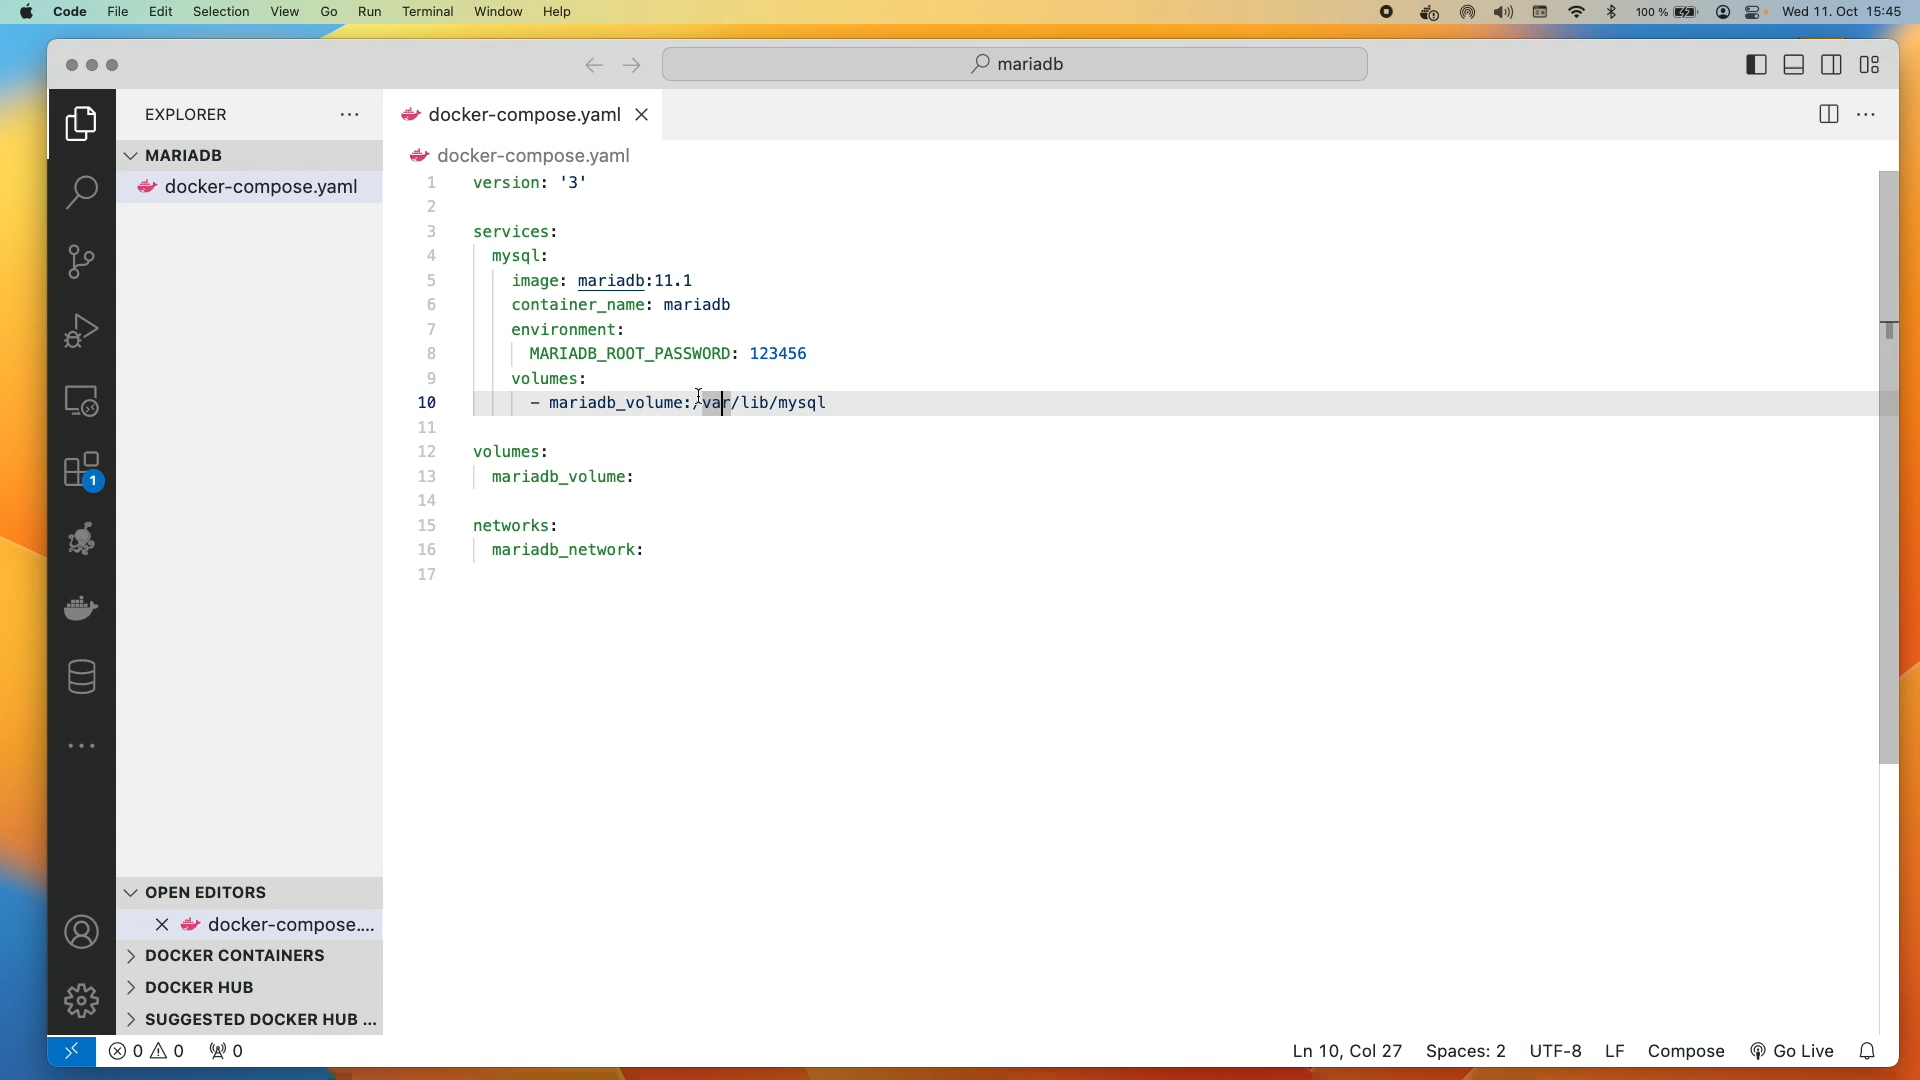 Code File Edit Selection View Go Run Terminal Window Help 100 % Wed 11. Oct 15:45
mariadb
EXPLORER
docker-compose.yaml
MARIADB
docker-compose.yaml
docker-compose.yaml
1 version: '3'
2
3 services:
4 mysql:
5 image: mariadb:11.1
6 container_name: mariadb
7 environment:
8 MARIADB_ROOT_PASSWORD: 123456
9 volumes:
10 - mariadb_volume:/var/lib/mysql
11
12 volumes:
13 mariadb_volume:
14
15 networks:
16 mariadb_network:
17
1
OPEN EDITORS
docker-compose....
DOCKER CONTAINERS
DOCKER HUB
SUGGESTED DOCKER HUB ...
0 0 0 Ln 10, Col 27 Spaces: 2 UTF-8 LF Compose Go Live